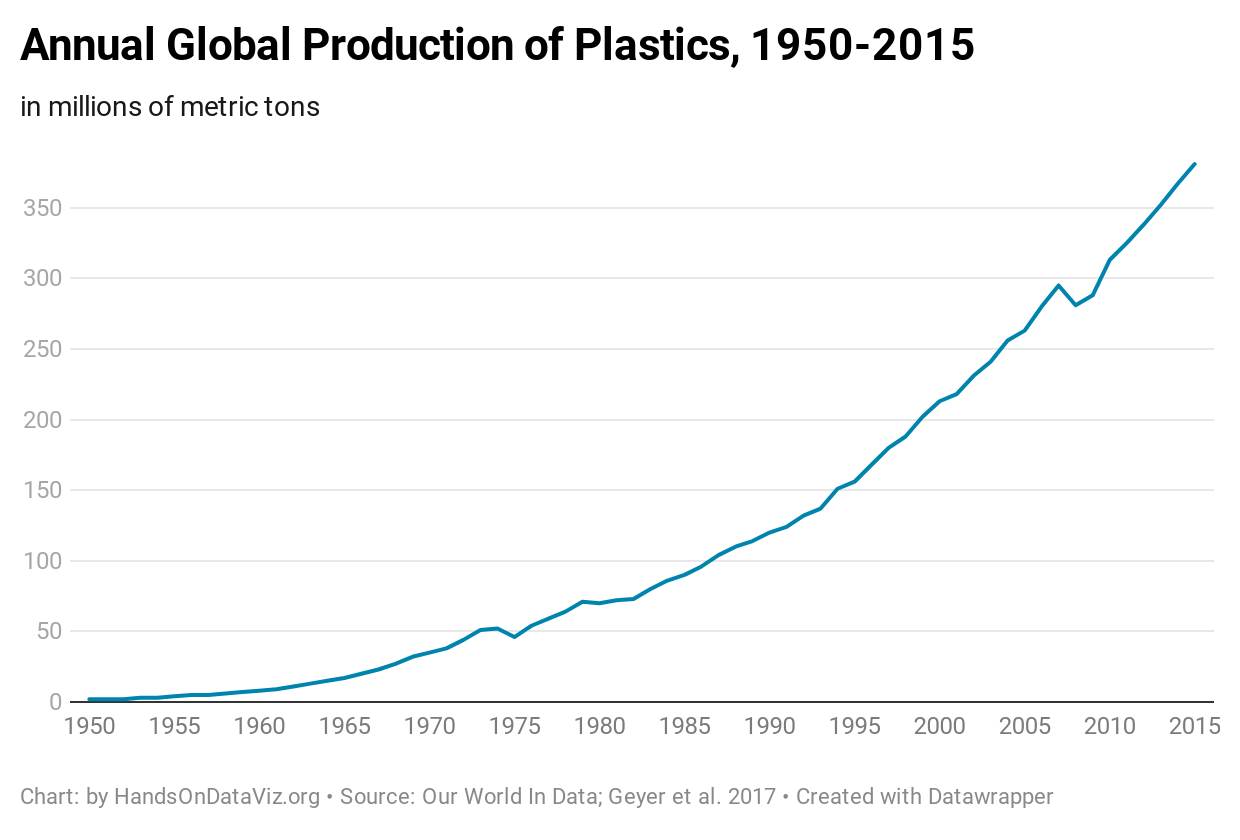 Annual Global Production of Plastics, 1950-2015
in millions of metric tons
350
300
250
200
150
100
50
0
1950 1955 1960 1965 1970 1975 1980 1985 1990 1995 2000 2005 2010 2015
Chart: by HandsOnDataViz.org • Source: Our World In Data; Geyer et al. 2017 • Created with Datawrapper